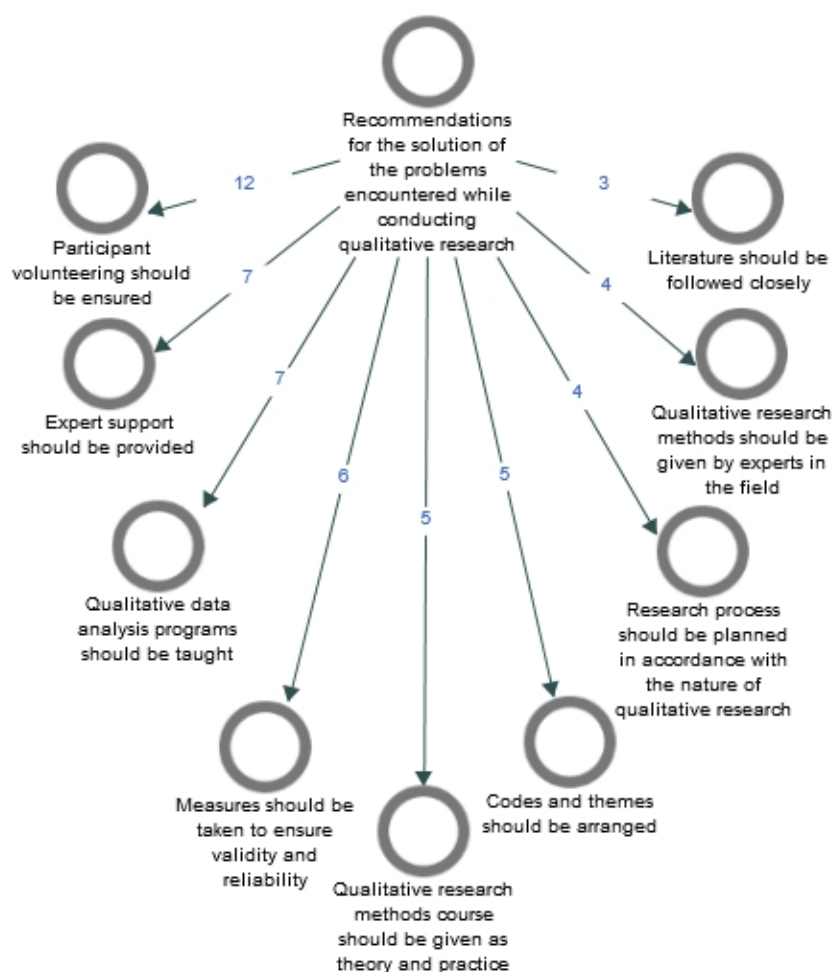 Recommendations
for the solution of
the problems
encountered while
conducting
qualitative research
12
3
Participant
volunteering should
be ensured
Literature should be
followed closely
7
4
Expert support
should be provided
Qualitative research
methods should be
given by experts in
the field
7
4
Qualitative data
analysis programs
should be taught
Research process
should be planned
in accordance with
the nature of
qualitative research
6
5
5
Measures should be
taken to ensure
validity and
reliability
Codes and themes
should be arranged
Qualitative research
methods course
should be given as
theory and practice